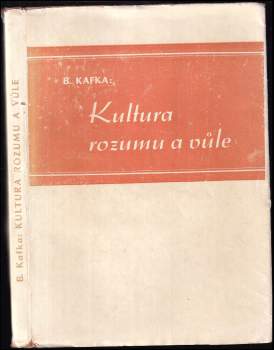 B. KAFKA:
Kultura
rozumu a vůle
B. Kafka: KULTURA ROZUMU A VŮLE